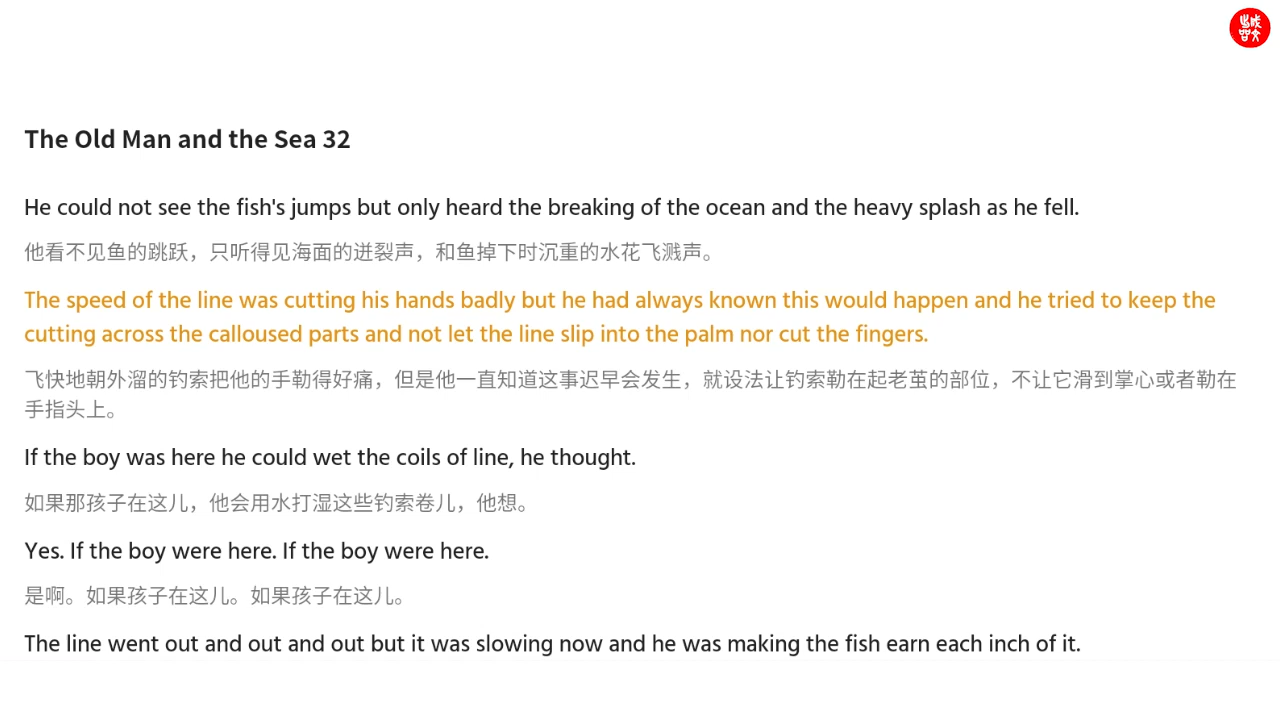 The Old Man and the Sea 32
He could not see the fish's jumps but only heard the breaking of the ocean and the heavy splash as he fell.
他看不见鱼的跳跃，只听得见海面的迸裂声，和鱼掉下时沉重的水花飞溅声。
The speed of the line was cutting his hands badly but he had always known this would happen and he tried to keep the
cutting across the calloused parts and not let the line slip into the palm nor cut the fingers.
飞快地朝外溜的钓索把他的手勒得好痛，但是他一直知道这事迟早会发生，就设法让钓索勒在起老茧的部位，不让它滑到掌心或者勒在
手指头上。
If the boy was here he could wet the coils of line, he thought.
如果那孩子在这儿，他会用水打湿这些钓索卷儿，他想。
Yes. If the boy were here. If the boy were here.
是啊。如果孩子在这儿。如果孩子在这儿。
The line went out and out and out but it was slowing now and he was making the fish earn each inch of it.